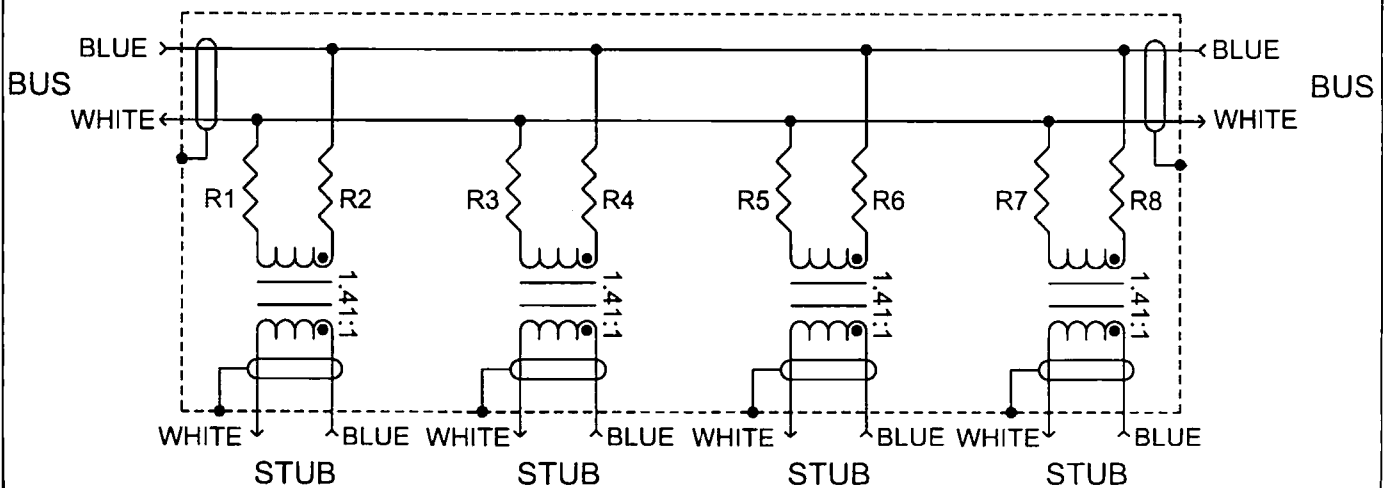 BLUE BLUE
BUS BUS
WHITE WHITE
R1 R2 R3 R4 R5 R6 R7 R8
1.41:1 1.41:1 1.41:1 1.41:1
WHITE BLUE WHITE BLUE WHITE BLUE WHITE BLUE
STUB STUB STUB STUB